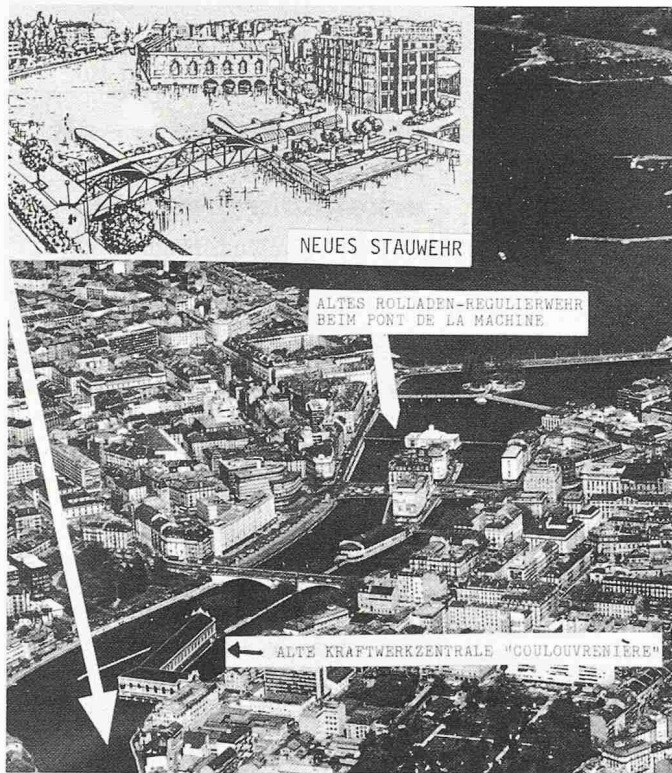 NEUES STAUWEHR
ALTES ROLLADEN-REGULIERWEHR
BEIM PONT DE LA MACHINE
ALTE KRAFTWERKZENTRALE "COULOUVRENIÈRE"